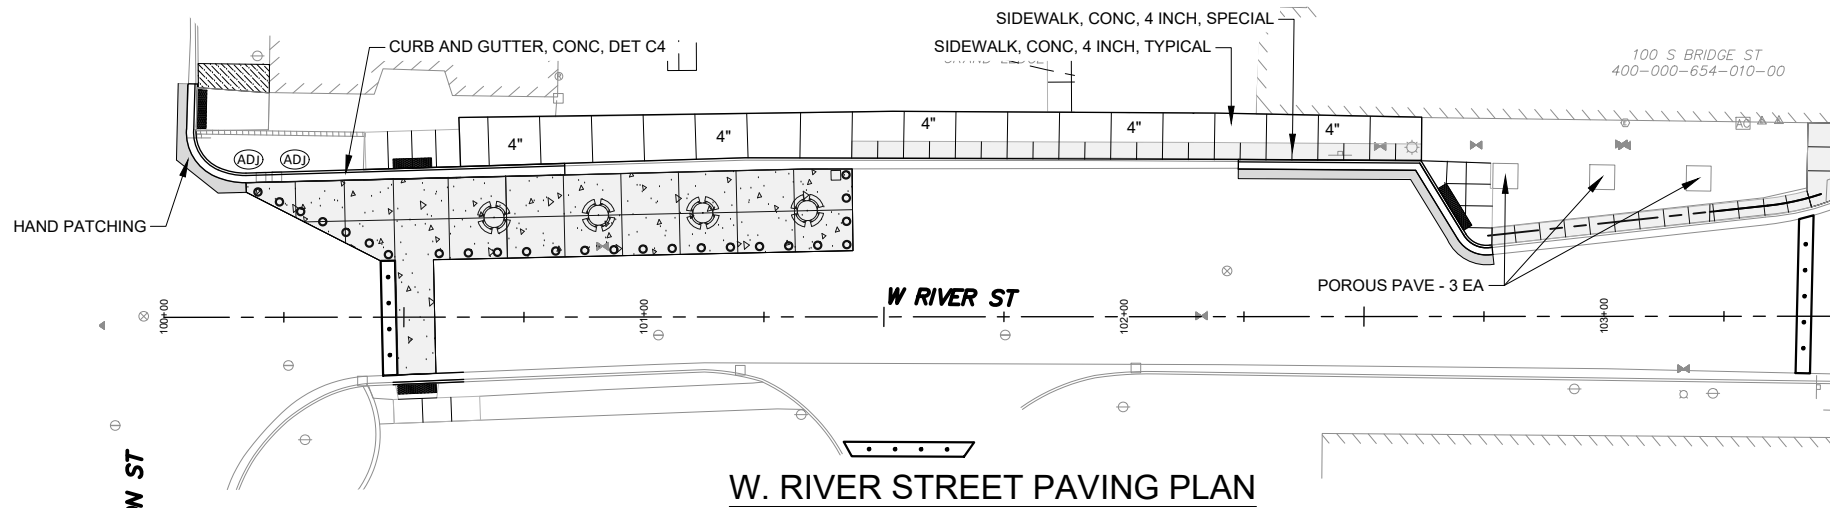 SIDEWALK, CONC, 4 INCH, SPECIAL
CURB AND GUTTER, CONC, DET C4
SIDEWALK, CONC, 4 INCH, TYPICAL
100 S BRIDGE ST
400-000-654-010-00
4"
4"
4"
4"
4"
AC
ADJ
ADJ
HAND PATCHING
POROUS PAVE - 3 EA
W RIVER ST
100+00
101+00
102+00
103+00
W ST
W. RIVER STREET PAVING PLAN